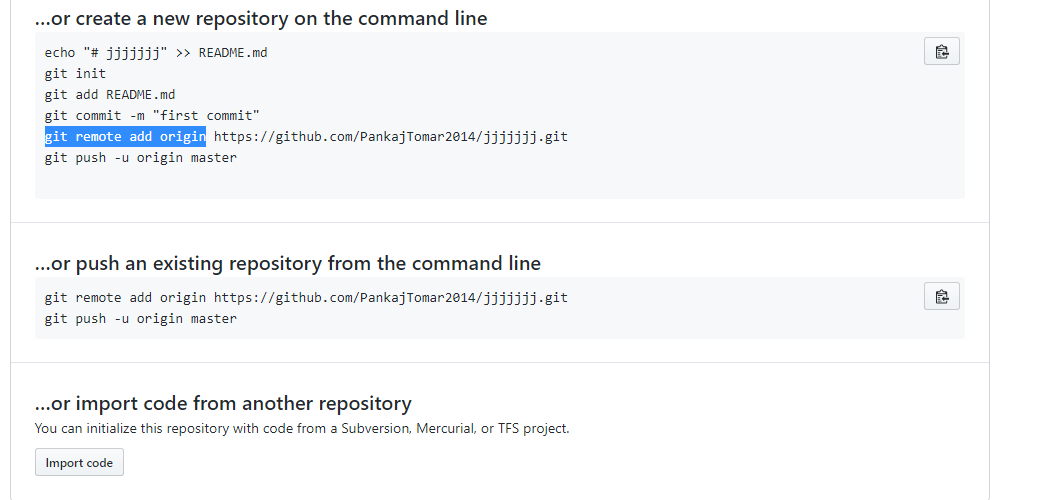 ...or create a new repository on the command line
echo "# jjjjjjj" >> README.md
git init
git add README.md
git commit -m "first commit"
git remote add origin https://github.com/PankajTomar2014/jjjjjjj.git
git push -u origin master
...or push an existing repository from the command line
git remote add origin https://github.com/PankajTomar2014/jjjjjjj.git
git push -u origin master
...or import code from another repository
You can initialize this repository with code from a Subversion, Mercurial, or TFS project.
Import code